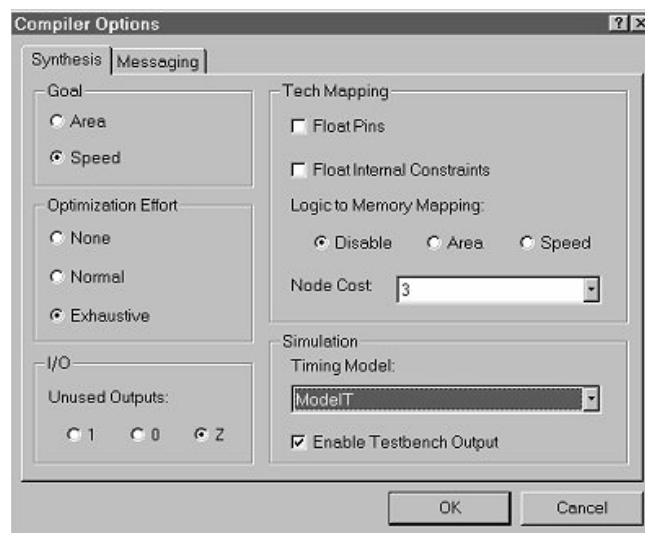 Compiler Options
Synthesis Messaging
Goal
Area
Speed
Optimization Effort
None
Normal
Exhaustive
I/O
Unused Outputs:
1 0 Z
Tech Mapping
Float Pins
Float Internal Constraints
Logic to Memory Mapping:
Disable Area Speed
Node Cost 3
Simulation
Timing Model:
ModelT
Enable Testbench Output
OK Cancel